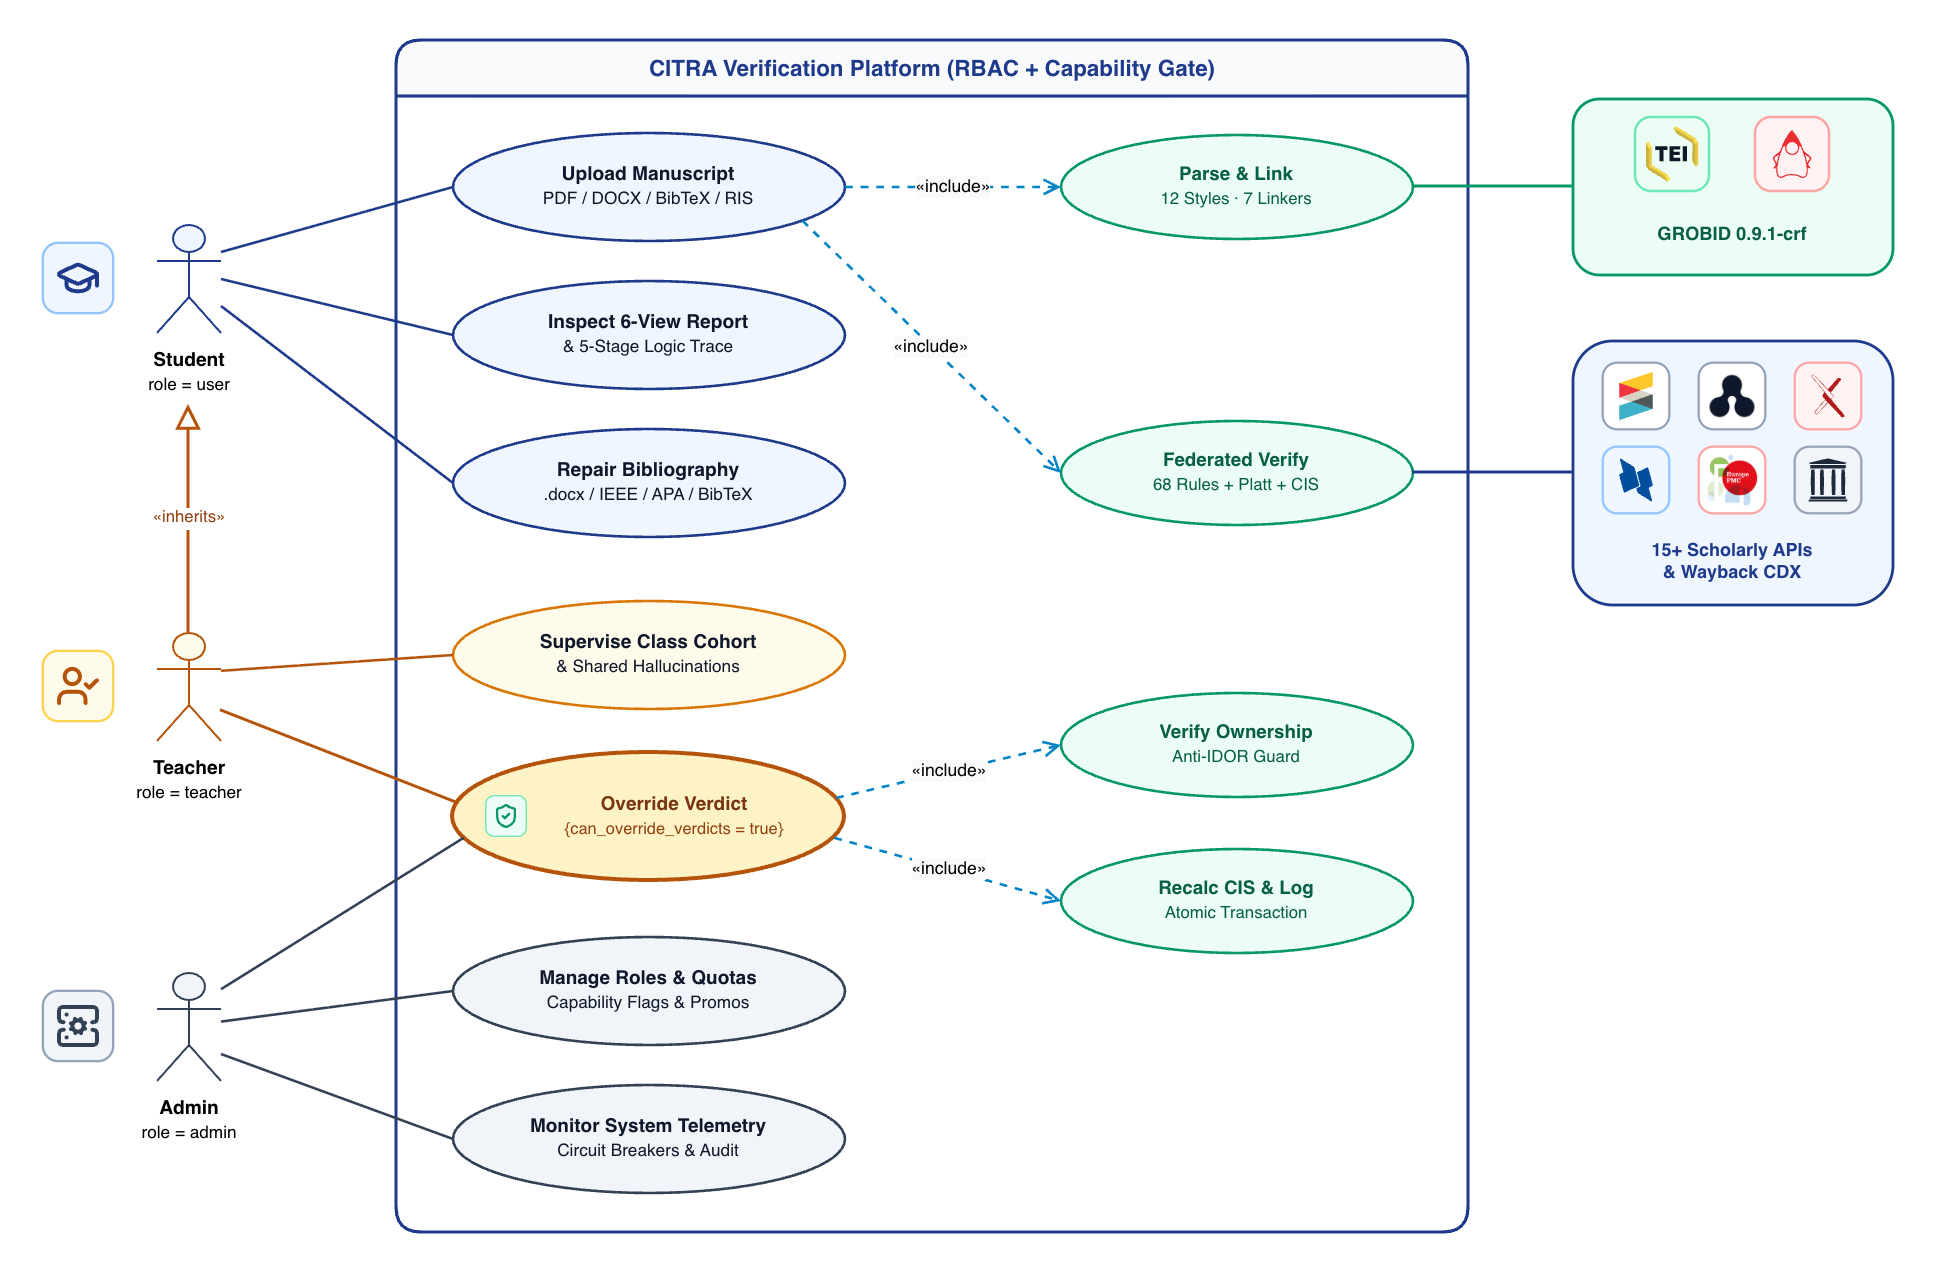 CITRA Verification Platform (RBAC + Capability Gate)
Upload Manuscript
PDF / DOCX / BibTeX / RIS
«include»
Parse & Link
12 Styles · 7 Linkers
TEI
GROBID 0.9.1-crf
Inspect 6-View Report
& 5-Stage Logic Trace
«include»
Student
role = user
Repair Bibliography
.docx / IEEE / APA / BibTeX
Federated Verify
68 Rules + Platt + CIS
Europe
PMC
15+ Scholarly APIs
& Wayback CDX
«inherits»
Supervise Class Cohort
& Shared Hallucinations
Teacher
role = teacher
Override Verdict
{can_override_verdicts = true}
«include»
Verify Ownership
Anti-IDOR Guard
«include»
Recalc CIS & Log
Atomic Transaction
Manage Roles & Quotas
Capability Flags & Promos
Admin
role = admin
Monitor System Telemetry
Circuit Breakers & Audit